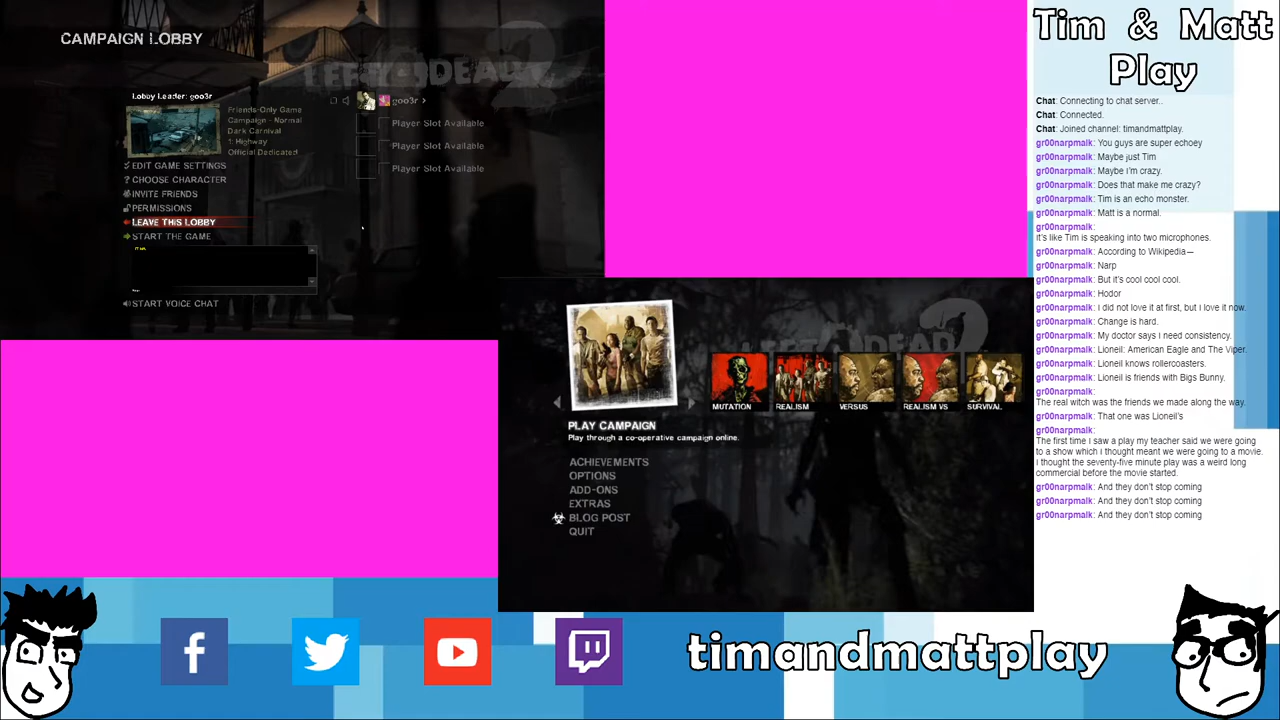 CAMPAIGN LOBBY
LEFT 4 DEAD 2
Lobby Leader: goo3r
Friends-Only Game
Campaign - Normal
Dark Carnival
1: Highway
Official Dedicated
goo3r >
Player Slot Available
Player Slot Available
Player Slot Available
EDIT GAME SETTINGS
? CHOOSE CHARACTER
INVITE FRIENDS
PERMISSIONS
LEAVE THIS LOBBY
START THE GAME
START VOICE CHAT
LEFT 4 DEAD 2
MUTATION
REALISM
VERSUS
REALISM VS
SURVIVAL
PLAY CAMPAIGN
Play through a co-operative campaign online.
ACHIEVEMENTS
OPTIONS
ADD-ONS
EXTRAS
BLOG POST
QUIT
Tim & Matt
Play
Chat: Connecting to chat server..
Chat: Connected.
Chat: Joined channel: timandmattplay.
gr00narpmalk: You guys are super echoey
gr00narpmalk: Maybe just Tim
gr00narpmalk: Maybe I'm crazy.
gr00narpmalk: Does that make me crazy?
gr00narpmalk: Tim is an echo monster.
gr00narpmalk: Matt is a normal.
gr00narpmalk:
it's like Tim is speaking into two microphones.
gr00narpmalk: According to Wikipedia—
gr00narpmalk: Narp
gr00narpmalk: But it's cool cool cool.
gr00narpmalk: Hodor
gr00narpmalk: I did not love it at first, but I love it now.
gr00narpmalk: Change is hard.
gr00narpmalk: My doctor says I need consistency.
gr00narpmalk: Lioneil: American Eagle and The Viper.
gr00narpmalk: Lioneil knows rollercoasters.
gr00narpmalk: Lioneil is friends with Bigs Bunny.
gr00narpmalk:
The real witch was the friends we made along the way.
gr00narpmalk: That one was Lioneil's
gr00narpmalk:
The first time I saw a play my teacher said we were going
to a show which I thought meant we were going to a movie.
I thought the seventy-five minute play was a weird long
commercial before the movie started.
gr00narpmalk: And they don't stop coming
gr00narpmalk: And they don't stop coming
gr00narpmalk: And they don't stop coming
timandmattplay